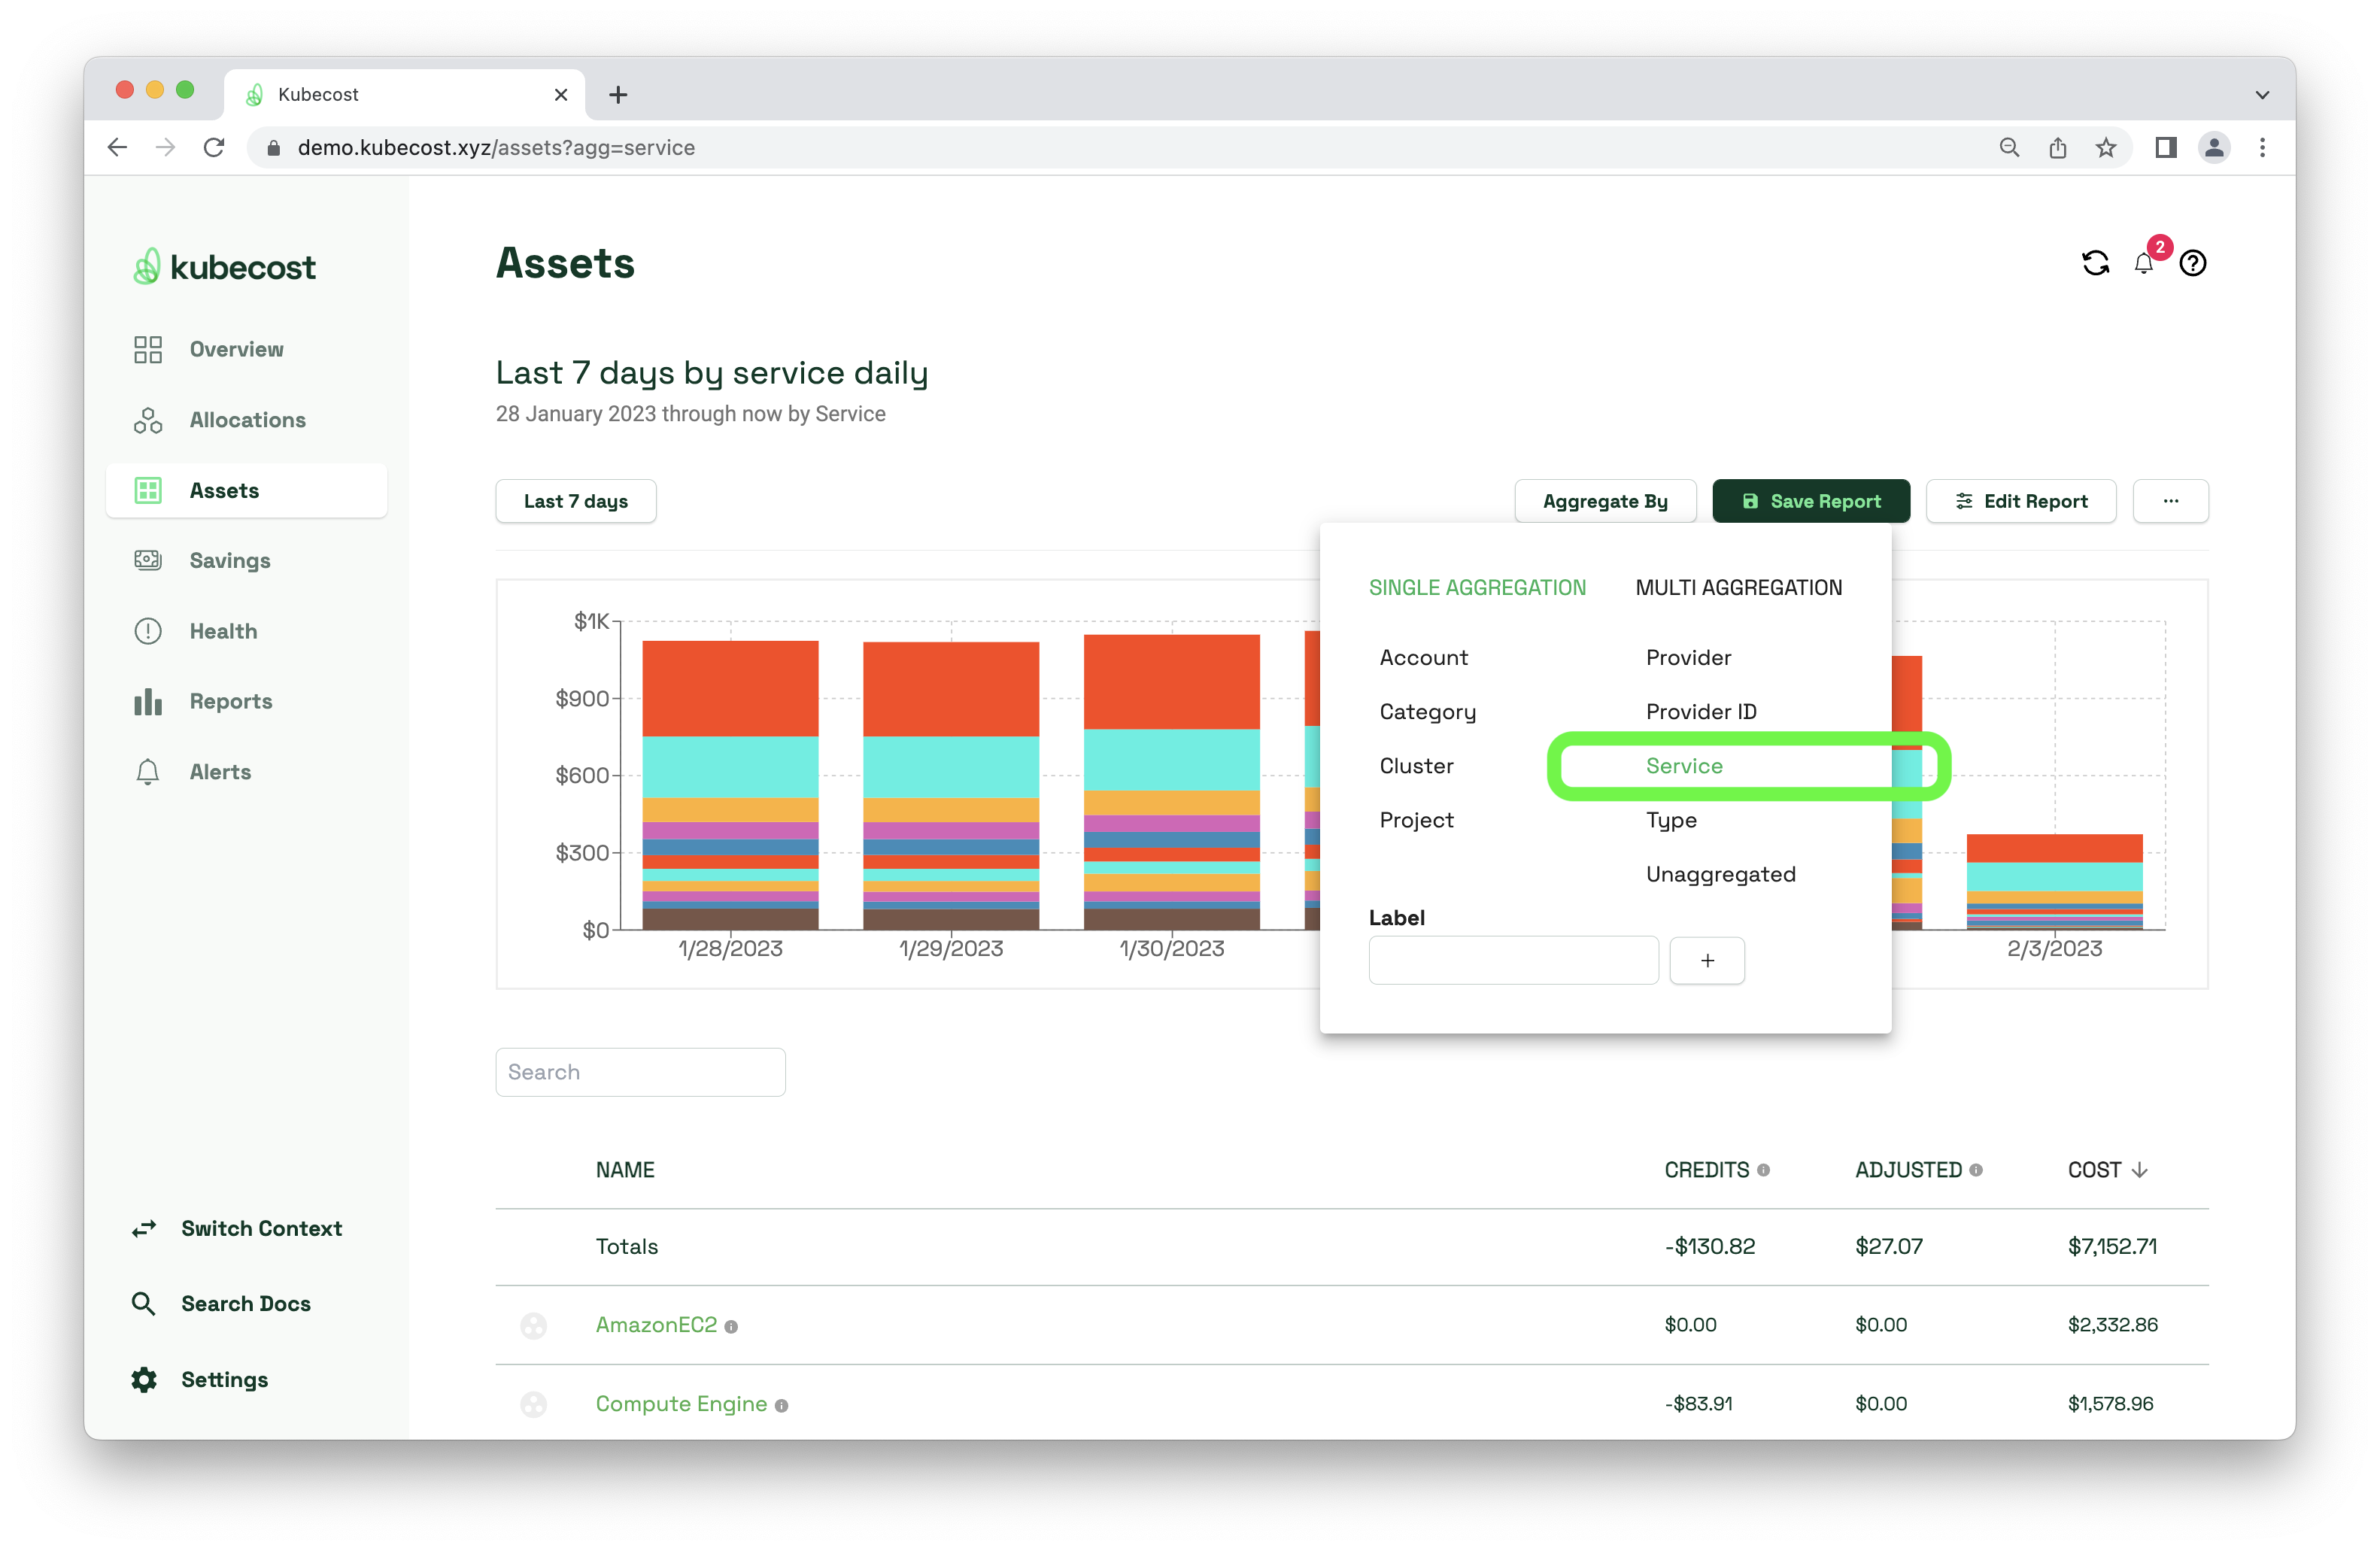 Kubecost
demo.kubecost.xyz/assets?agg=service
kubecost
Overview
Allocations
Assets
Savings
Health
Reports
Alerts
Switch Context
Search Docs
Settings
Assets
2
Last 7 days by service daily
28 January 2023 through now by Service
Last 7 days
Aggregate By
Save Report
Edit Report
...
SINGLE AGGREGATION MULTI AGGREGATION
Account Provider
Category Provider ID
Cluster Service
Project Type
Unaggregated
Label
+
$1K
$900
$600
$300
$0
1/28/2023 1/29/2023 1/30/2023 2/3/2023
Search
NAME CREDITS ADJUSTED COST
Totals -$130.82 $27.07 $7,152.71
AmazonEC2 $0.00 $0.00 $2,332.86
Compute Engine -$83.91 $0.00 $1,578.96